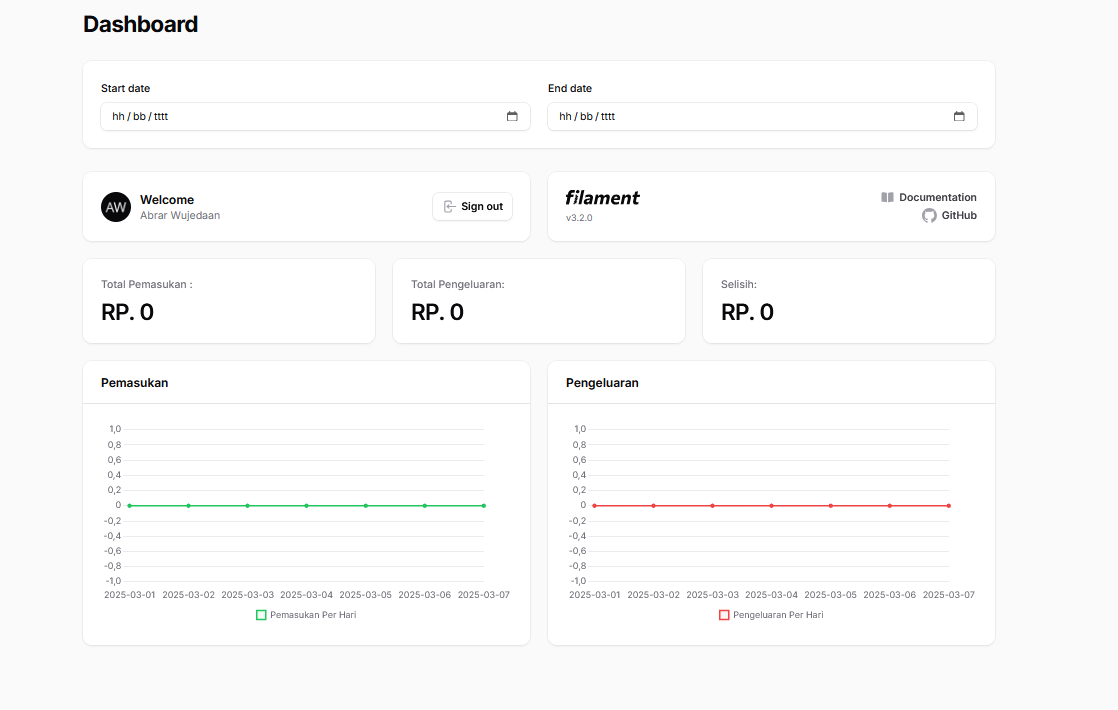 Dashboard
Start date
End date
hh / bb / tttt
hh / bb / tttt
AW
Welcome
Abrar Wujedaan
Sign out
filament
v3.2.0
Documentation
GitHub
Total Pemasukan :
RP. 0
Total Pengeluaran:
RP. 0
Selisih:
RP. 0
Pemasukan
1,0
0,8
0,6
0,4
0,2
0
-0,2
-0,4
-0,6
-0,8
-1,0
2025-03-01 2025-03-02 2025-03-03 2025-03-04 2025-03-05 2025-03-06 2025-03-07
Pemasukan Per Hari
Pengeluaran
1,0
0,8
0,6
0,4
0,2
0
-0,2
-0,4
-0,6
-0,8
-1,0
2025-03-01 2025-03-02 2025-03-03 2025-03-04 2025-03-05 2025-03-06 2025-03-07
Pengeluaran Per Hari